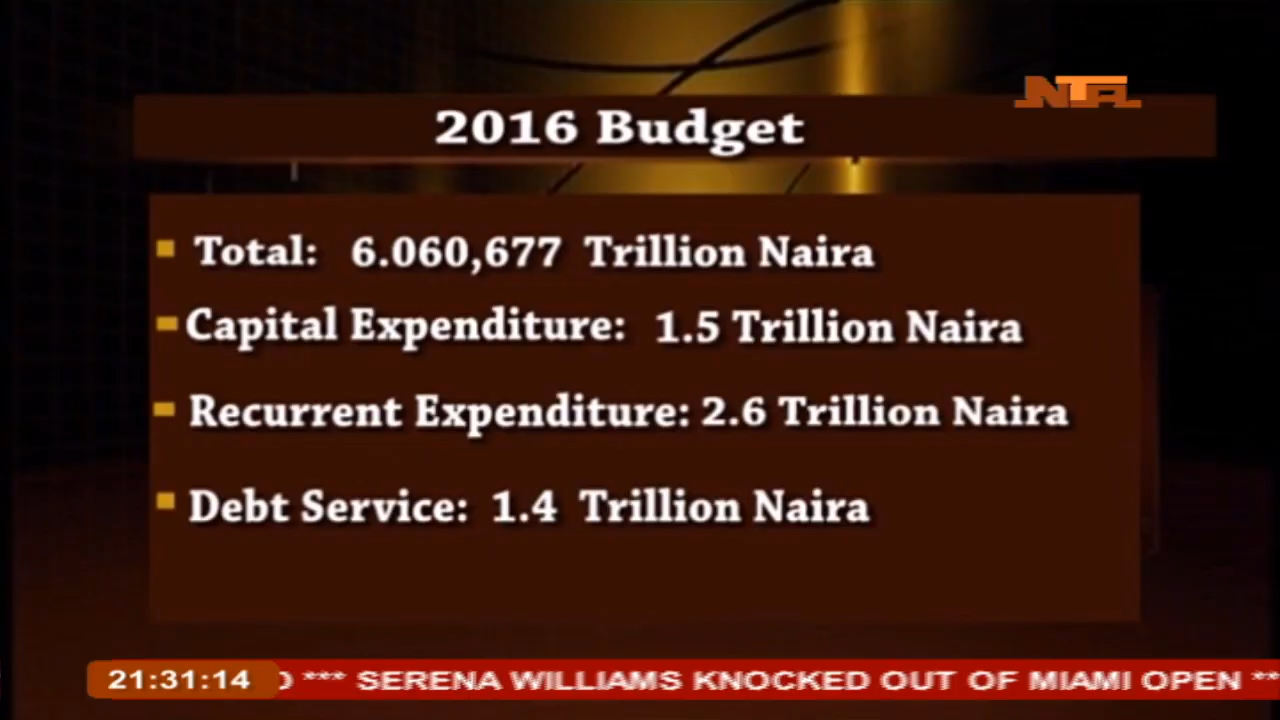 NTA
2016 Budget
Total: 6.060,677 Trillion Naira
Capital Expenditure: 1.5 Trillion Naira
Recurrent Expenditure: 2.6 Trillion Naira
Debt Service: 1.4 Trillion Naira
21:31:14 *** SERENA WILLIAMS KNOCKED OUT OF MIAMI OPEN **